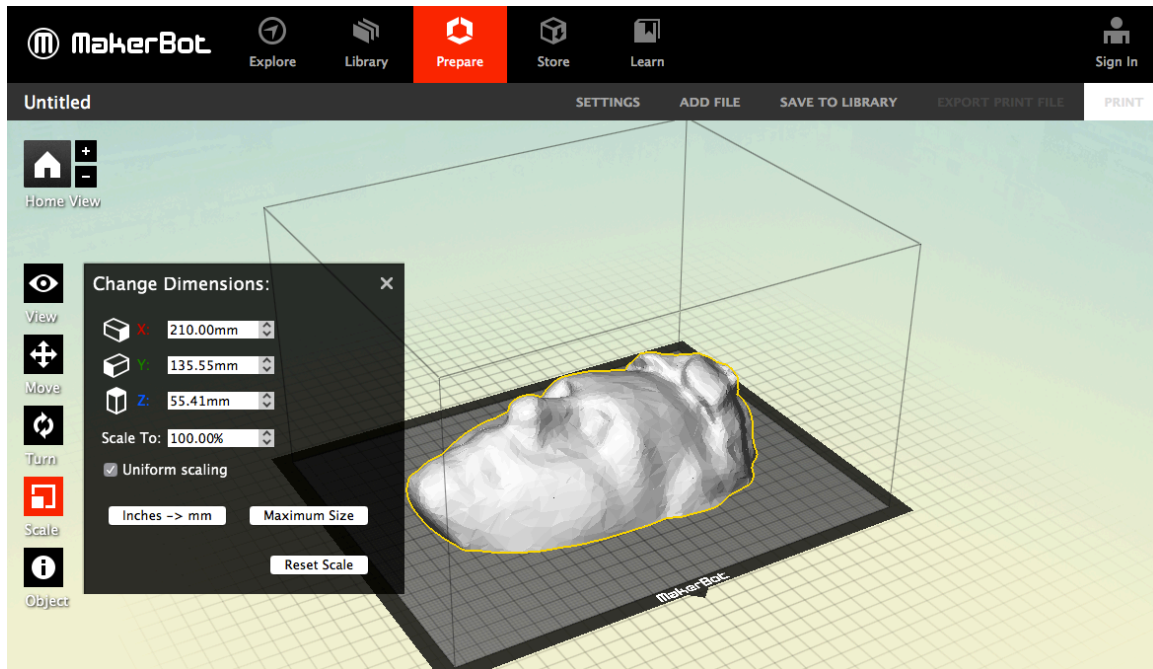 MakerBot
Explore
Library
Prepare
Store
Learn
Sign In
Untitled
SETTINGS
ADD FILE
SAVE TO LIBRARY
EXPORT PRINT FILE
PRINT
Home View
+
-
View
Move
Turn
Scale
Object
Change Dimensions:
X: 210.00mm
Y: 135.55mm
Z: 55.41mm
Scale To: 100.00%
Uniform scaling
Inches -> mm
Maximum Size
Reset Scale
MakerBot